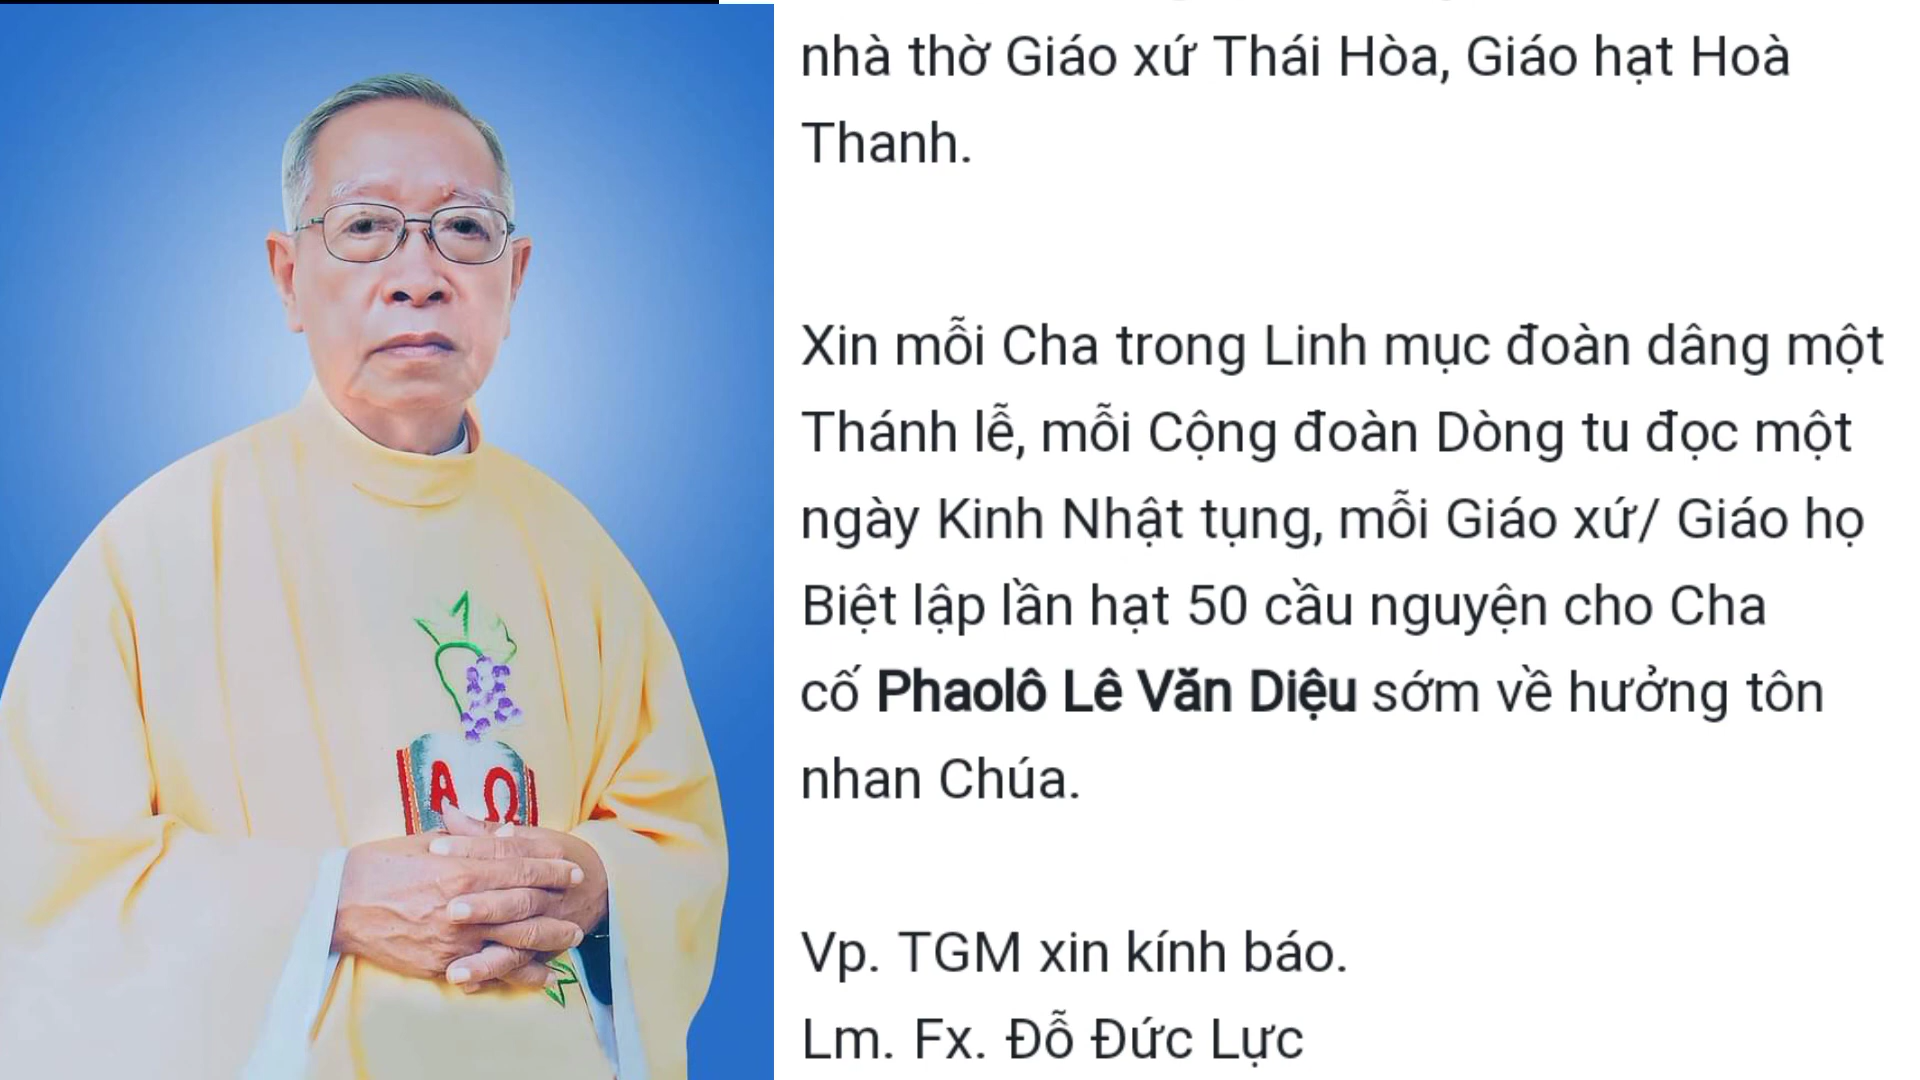 nhà thờ Giáo xứ Thái Hòa, Giáo hạt Hoà
Thanh.
Xin mỗi Cha trong Linh mục đoàn dâng một
Thánh lễ, mỗi Cộng đoàn Dòng tu đọc một
ngày Kinh Nhật tụng, mỗi Giáo xứ/ Giáo họ
Biệt lập lần hạt 50 cầu nguyện cho Cha
cố Phaolô Lê Văn Diệu sớm về hưởng tôn
nhan Chúa.
Vp. TGM xin kính báo.
Lm. Fx. Đỗ Đức Lực
Α Ω